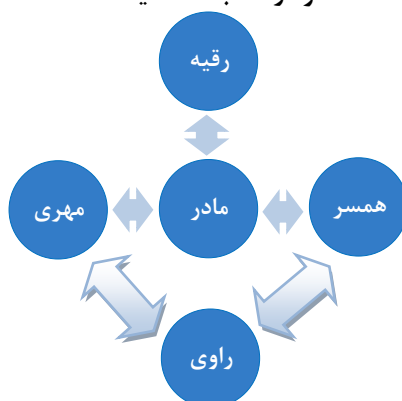 رقیه
همسر
مادر
مهری
راوی